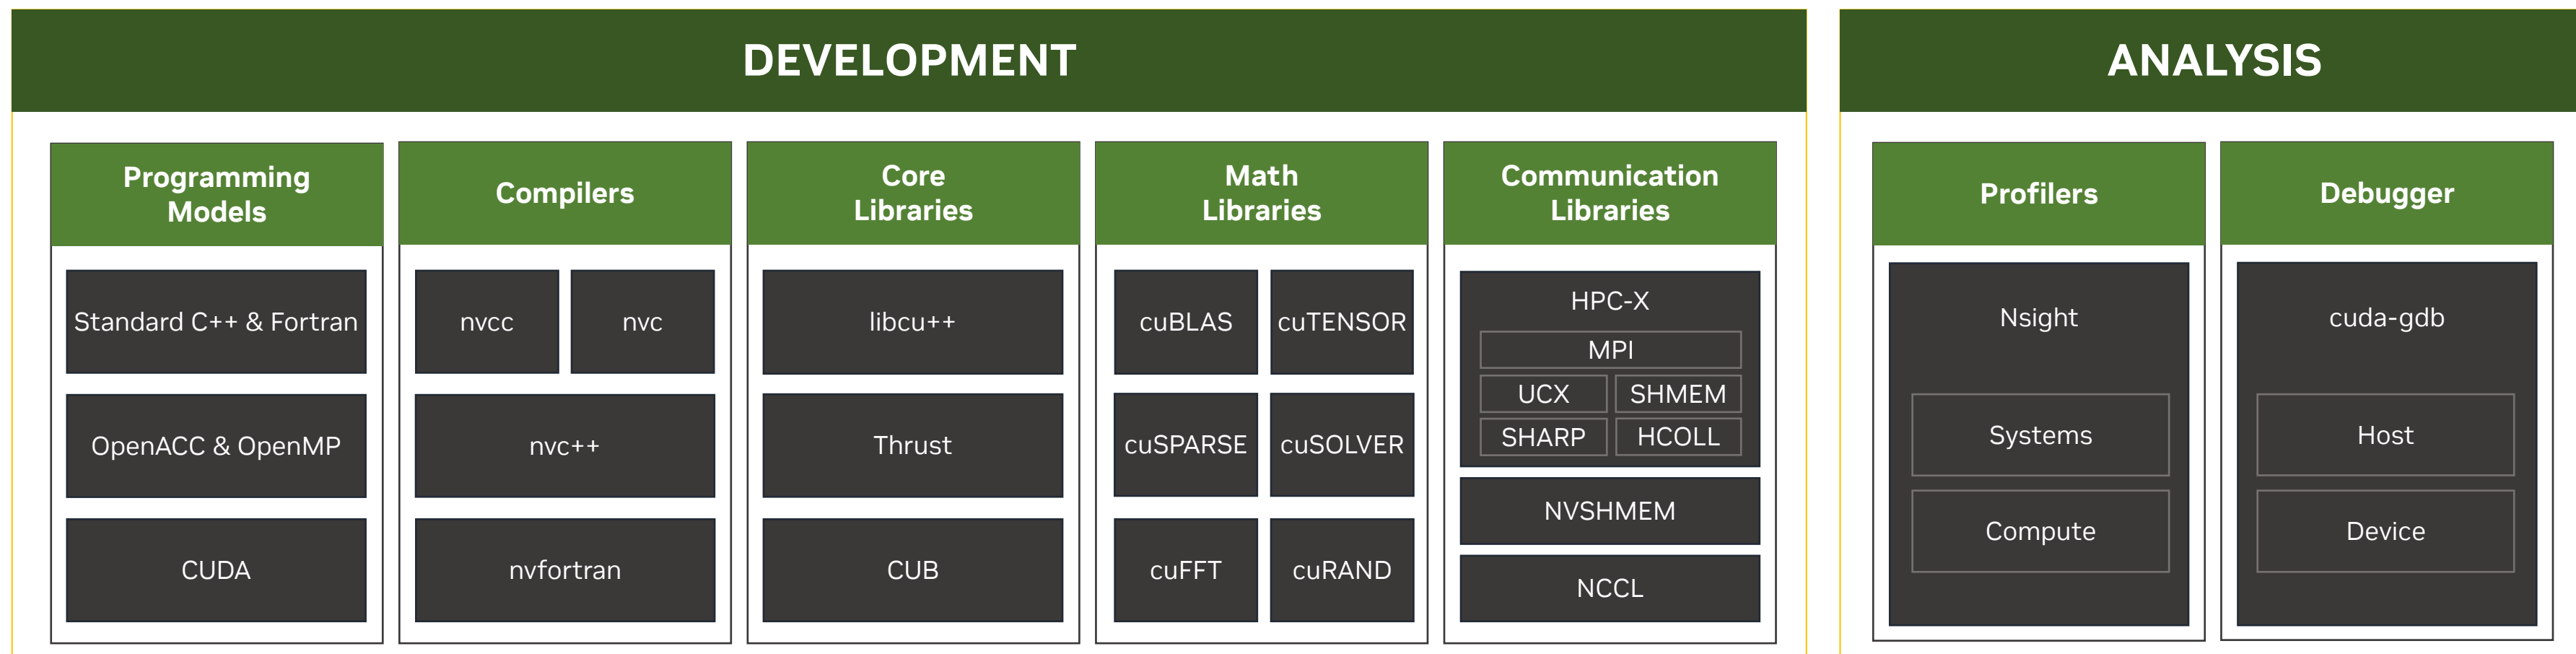 DEVELOPMENT
Programming
Models
Standard C++ & Fortran
OpenACC & OpenMP
CUDA
Compilers
nvcc
nvc
nvc++
nvfortran
Core
Libraries
libcu++
Thrust
CUB
Math
Libraries
cuBLAS
cuTENSOR
cuSPARSE
cuSOLVER
cuFFT
cuRAND
Communication
Libraries
HPC-X
MPI
UCX
SHMEM
SHARP
HCOLL
NVSHMEM
NCCL
ANALYSIS
Profilers
Nsight
Systems
Compute
Debugger
cuda-gdb
Host
Device